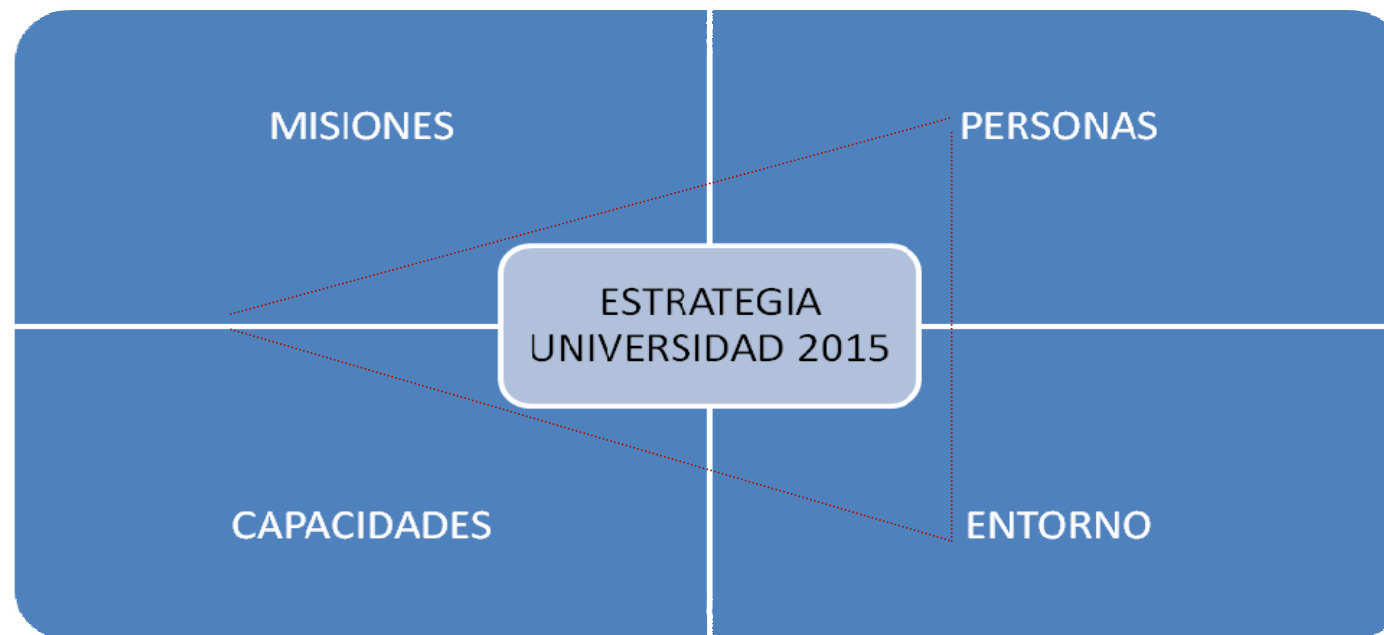 MISIONES
PERSONAS
ESTRATEGIA
UNIVERSIDAD 2015
CAPACIDADES
ENTORNO